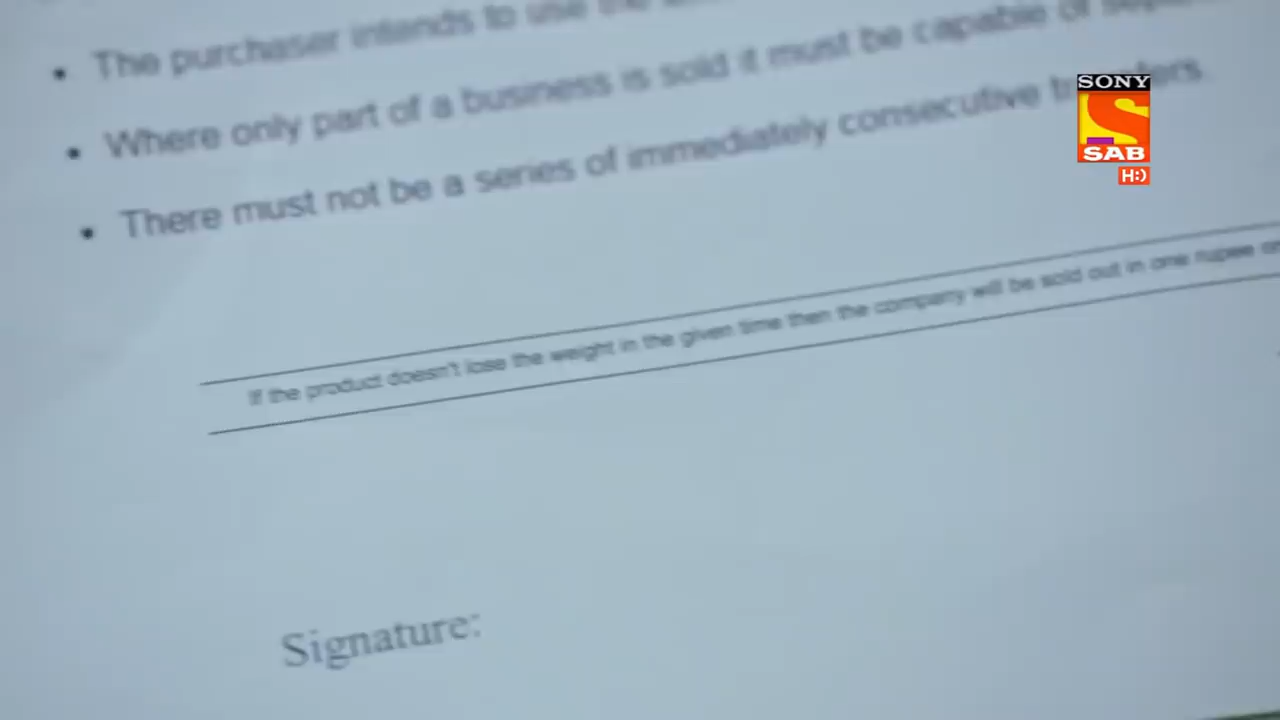 • The purchaser intends to use the
• Where only part of a business is sold it must be capable of
• There must not be a series of immediately consecutive
If the product doesn't lose the weight in the given time then the company will be sold out in one rupee
Signature:
SONY
S
SAB
H:)